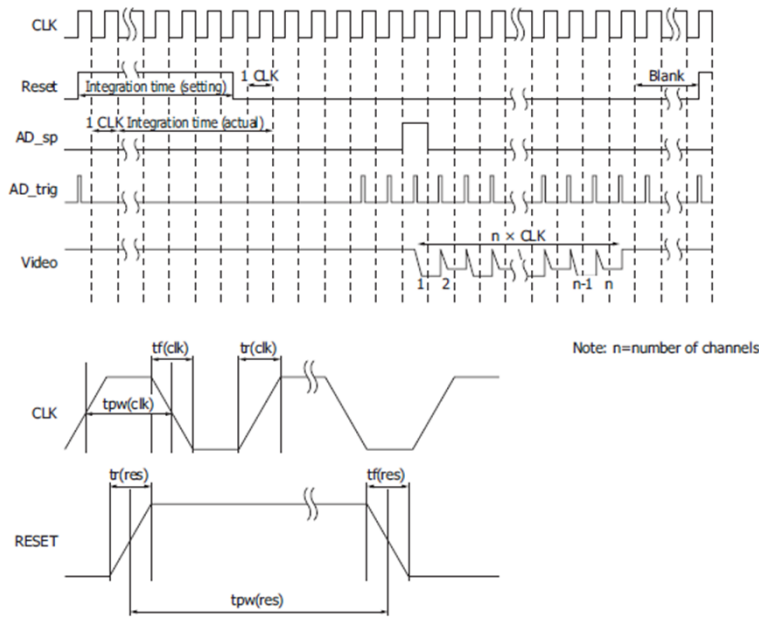 CLK
Reset
Integration time (setting)
1 CLK
Blank
1 CLK Integration time (actual)
AD_sp
AD_trig
n × CLK
Video
1 2 n-1 n
tf(clk) tr(clk)
Note: n=number of channels
tpw(clk)
CLK
tr(res) tf(res)
RESET
tpw(res)